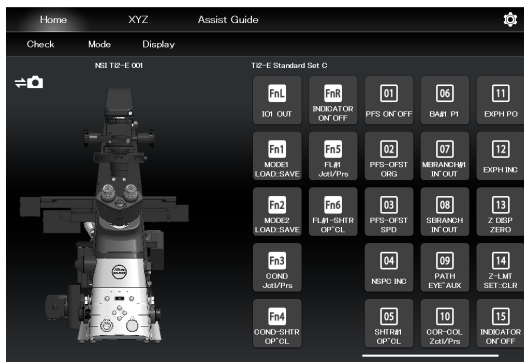 Home XYZ Assist Guide
Check Mode Display
NSI Ti2-E 001
Ti2-E Standard Set C
FnL FnR 01 06 11
IO1 OUT INDICATOR ON˜OFF PFS ON˜OFF BA#1 P1 EXPH PO
Fn1 Fn5 02 07 12
MODE1 LOAD::SAVE FL#1 Jctl/Prs PFS-OFST ORG MBRANCH#1 IN˜OUT EXPH INC
Fn2 Fn6 03 08 13
MODE2 LOAD::SAVE FL#1-SHTR OP˜CL PFS-OFST SPD SBRANCH IN˜OUT Z DISP ZERO
Fn3 04 09 14
COND Jctl/Prs NSPC INC PATH EYE˜AUX Z-LMT SET::CLR
Fn4 05 10 15
COND-SHTR OP˜CL SHTR#1 OP˜CL COR-COL Zctl/Prs INDICATOR ON˜OFF